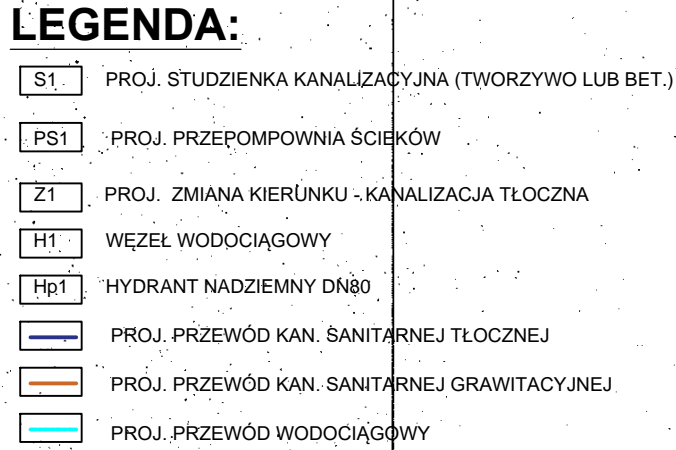 LEGENDA:
S1 PROJ. STUDZIENKA KANALIZACYJNA (TWORZYWO LUB BET.)
PS1 PROJ. PRZEPOMPOWNIA ŚCIEKÓW
Z1 PROJ. ZMIANA KIERUNKU - KANALIZACJA TŁOCZNA
H1 WĘZEŁ WODOCIĄGOWY
Hp1 HYDRANT NADZIEMNY DN80
PROJ. PRZEWÓD KAN. SANITARNEJ TŁOCZNEJ
PROJ. PRZEWÓD KAN. SANITARNEJ GRAWITACYJNEJ
PROJ. PRZEWÓD WODOCIĄGOWY